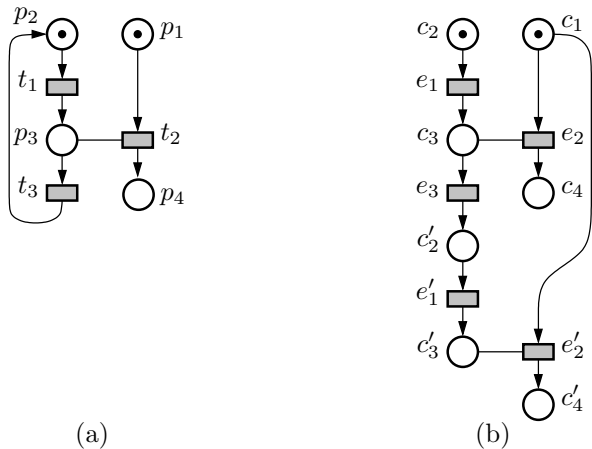 p₂ p₁
t₁
p₃ t₂
t₃ p₄
(a)
c₂ c₁
e₁
c₃ e₂
e₃ c₄
c′₂
e′₁
c′₃ e′₂
c′₄
(b)